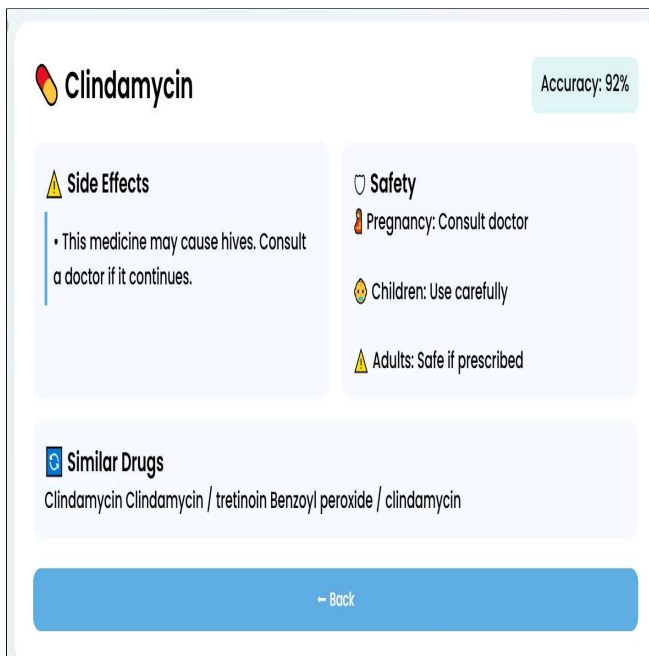 Clindamycin
Accuracy: 92%
Side Effects
• This medicine may cause hives. Consult
a doctor if it continues.
Safety
Pregnancy: Consult doctor
Children: Use carefully
Adults: Safe if prescribed
Similar Drugs
Clindamycin Clindamycin / tretinoin Benzoyl peroxide / clindamycin
← Back